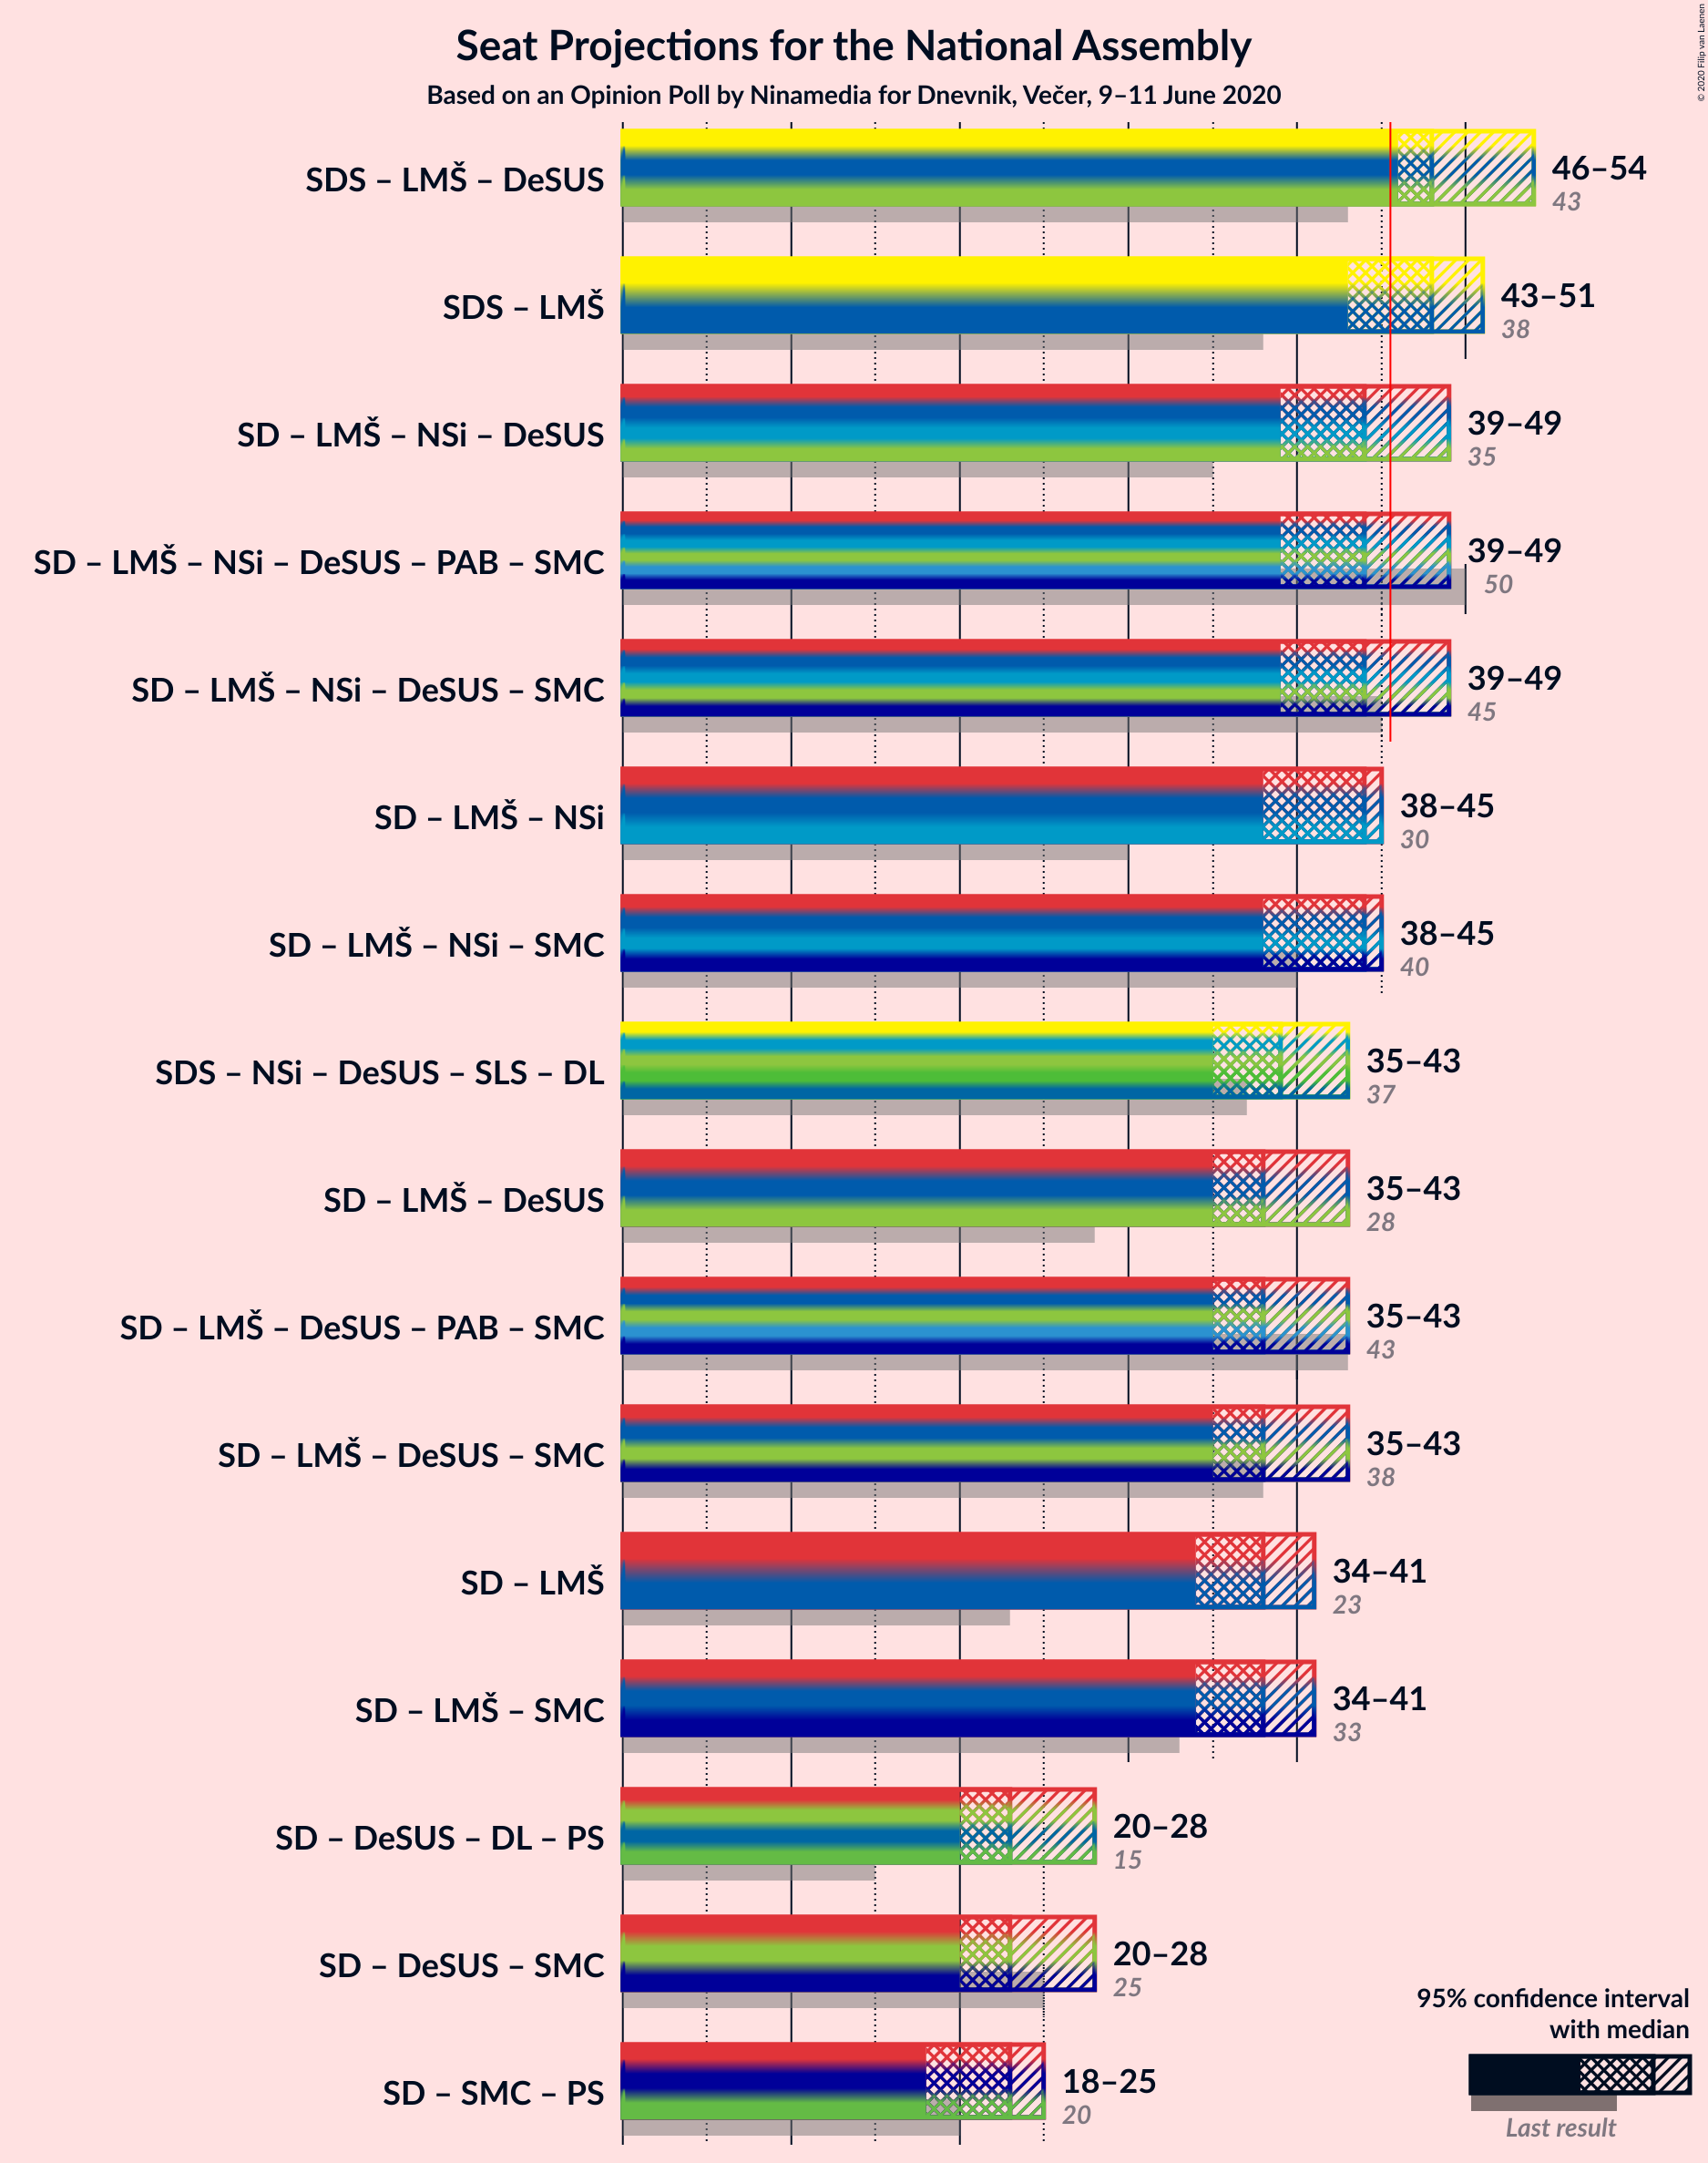 Seat Projections for the National Assembly
Based on an Opinion Poll by Ninamedia for Dnevnik, Večer, 9–11 June 2020
© 2020 Filip van Laenen
SDS – LMŠ – DeSUS
46–54
43
SDS – LMŠ
43–51
38
SD – LMŠ – NSi – DeSUS
39–49
35
SD – LMŠ – NSi – DeSUS – PAB – SMC
39–49
50
SD – LMŠ – NSi – DeSUS – SMC
39–49
45
SD – LMŠ – NSi
38–45
30
SD – LMŠ – NSi – SMC
38–45
40
SDS – NSi – DeSUS – SLS – DL
35–43
37
SD – LMŠ – DeSUS
35–43
28
SD – LMŠ – DeSUS – PAB – SMC
35–43
43
SD – LMŠ – DeSUS – SMC
35–43
38
SD – LMŠ
34–41
23
SD – LMŠ – SMC
34–41
33
SD – DeSUS – DL – PS
20–28
15
SD – DeSUS – SMC
20–28
25
SD – SMC – PS
18–25
20
95% confidence interval
with median
Last result